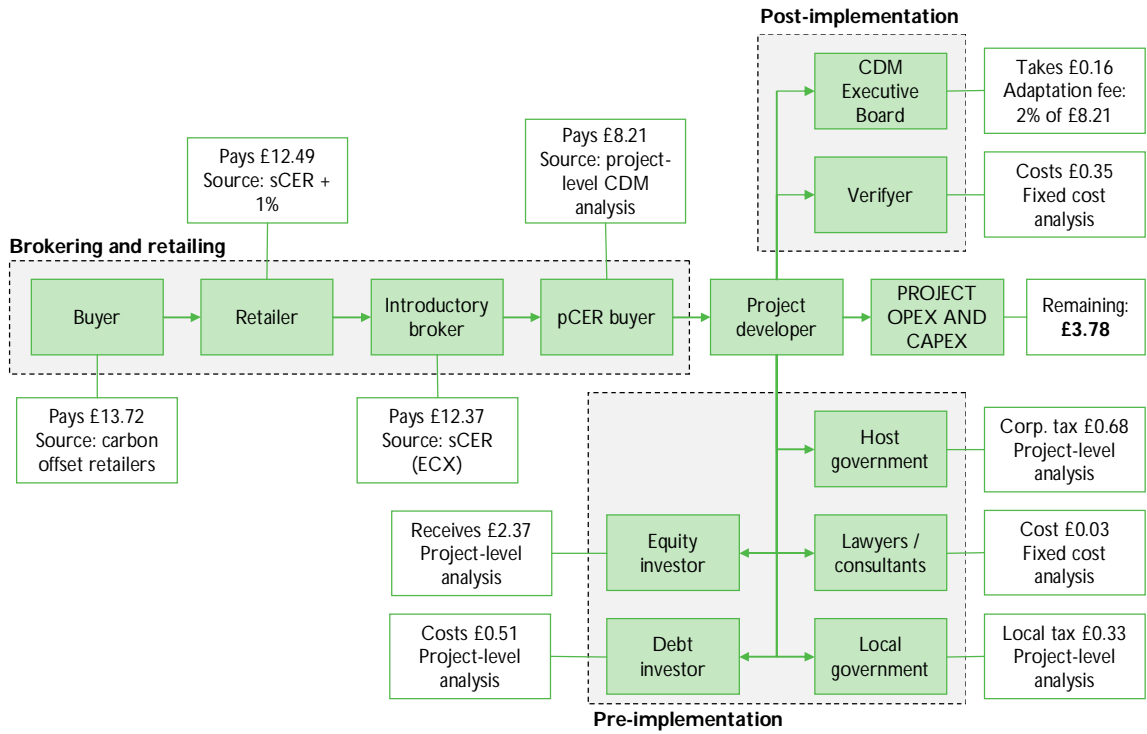 Post-implementation
CDM
Executive
Board
Takes £0.16
Adaptation fee:
2% of £8.21
Pays £8.21
Source: project-
level CDM
analysis
Pays £12.49
Source: sCER +
1%
Verifyer
Costs £0.35
Fixed cost
analysis
Brokering and retailing
Buyer
Retailer
Introductory
broker
pCER buyer
Project
developer
PROJECT
OPEX AND
CAPEX
Remaining:
£3.78
Pays £13.72
Source: carbon
offset retailers
Pays £12.37
Source: sCER
(ECX)
Host
government
Corp. tax £0.68
Project-level
analysis
Receives £2.37
Project-level
analysis
Equity
investor
Lawyers /
consultants
Cost £0.03
Fixed cost
analysis
Costs £0.51
Project-level
analysis
Debt
investor
Local
government
Local tax £0.33
Project-level
analysis
Pre-implementation